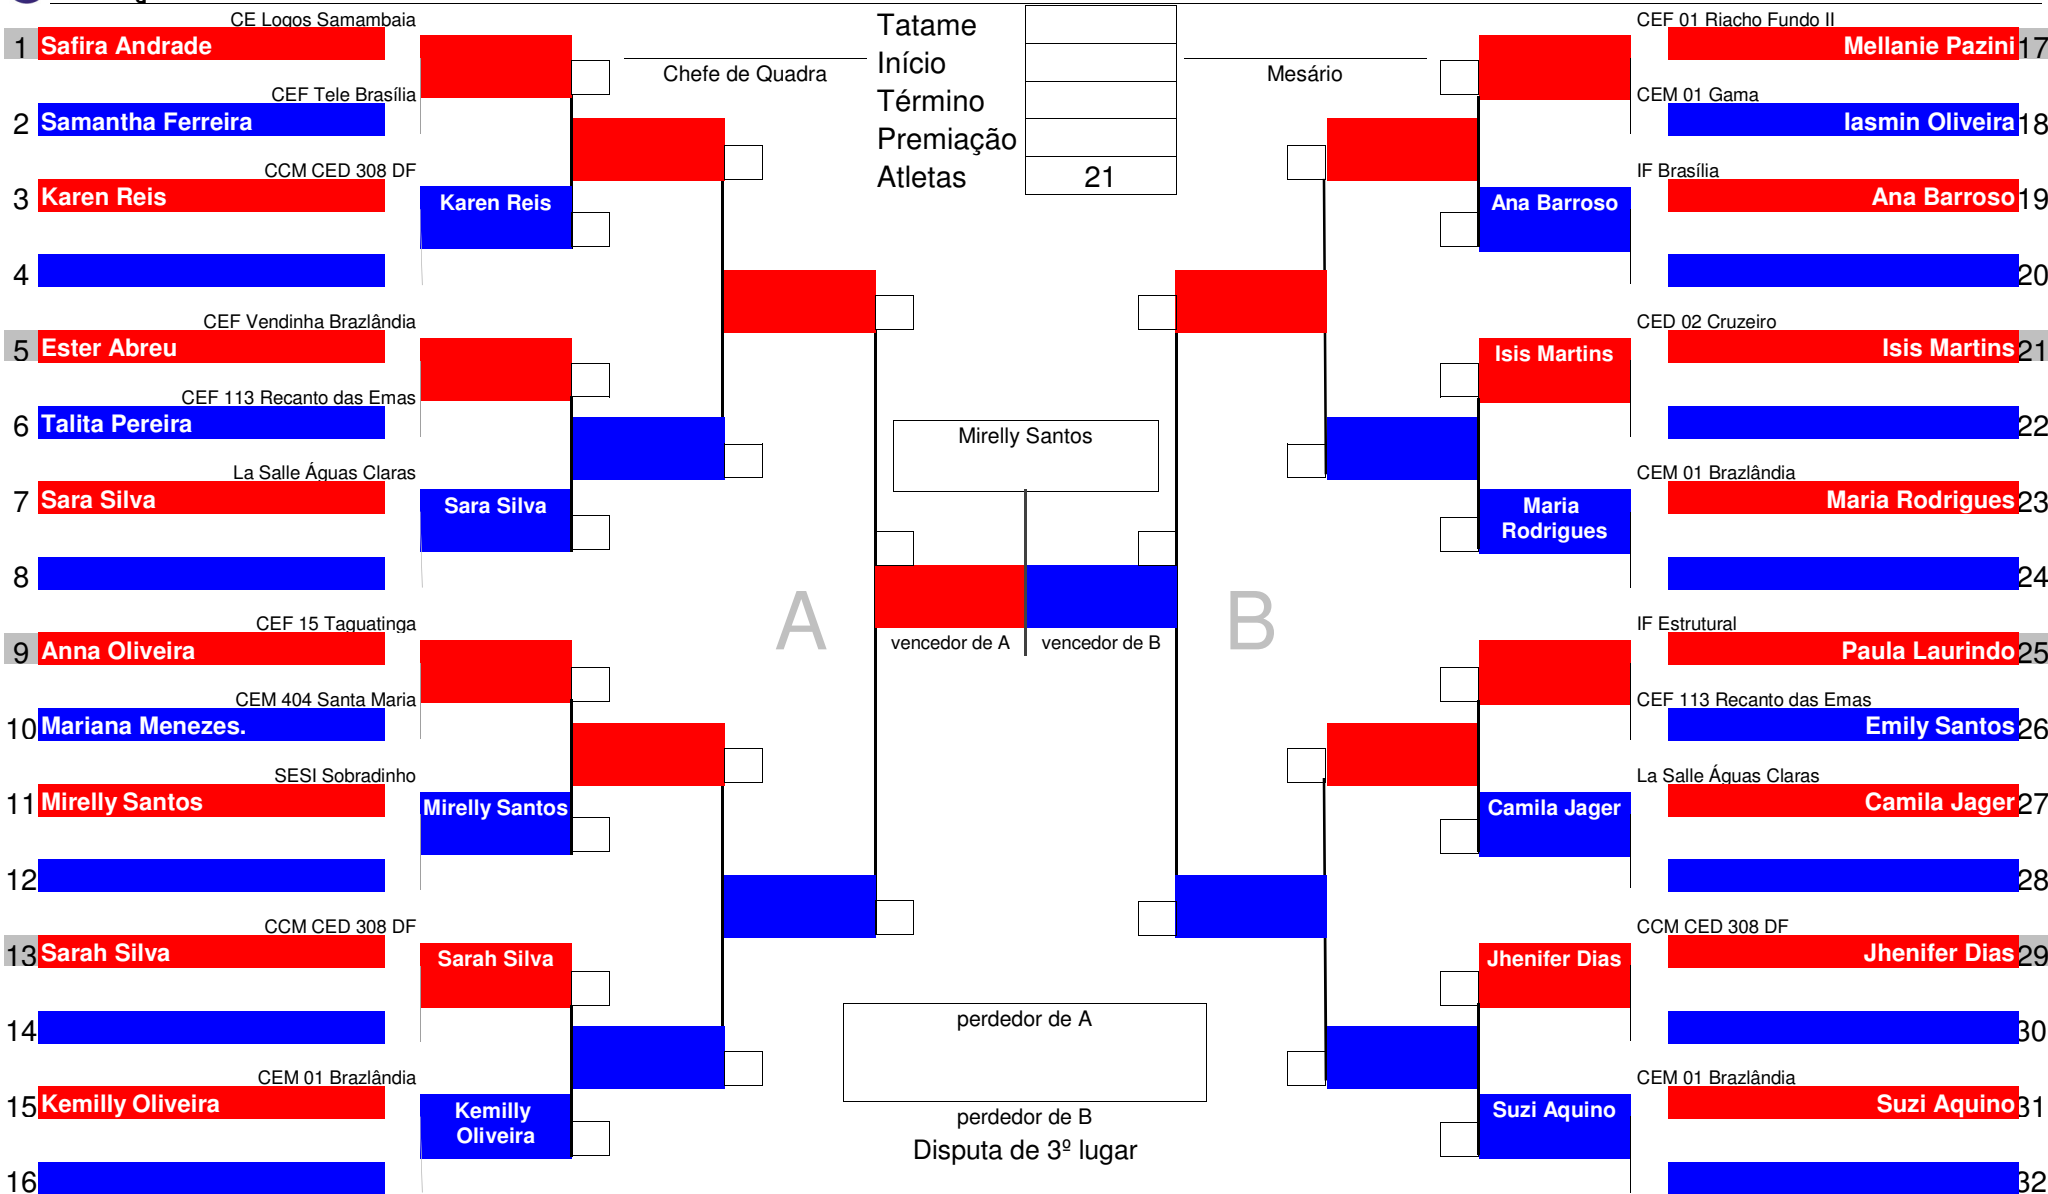 CE Logos Samambaia
1 Safira Andrade
CEF Tele Brasília
2 Samantha Ferreira
CCM CED 308 DF
3 Karen Reis
4
CEF Vendinha Brazlândia
5 Ester Abreu
CEF 113 Recanto das Emas
6 Talita Pereira
La Salle Águas Claras
7 Sara Silva
8
CEF 15 Taguatinga
9 Anna Oliveira
CEM 404 Santa Maria
10 Mariana Menezes.
SESI Sobradinho
11 Mirelly Santos
12
CCM CED 308 DF
13 Sarah Silva
14
CEM 01 Brazlândia
15 Kemilly Oliveira
16
Karen Reis
Sara Silva
Mirelly Santos
Sarah Silva
Kemilly
Oliveira
Chefe de Quadra
Tatame
Início
Término
Premiação
Atletas 21
Mesário
Mirelly Santos
A
vencedor de A
vencedor de B
B
perdedor de A
perdedor de B
Disputa de 3º lugar
Ana Barroso
Isis Martins
Maria
Rodrigues
Camila Jager
Jhenifer Dias
Suzi Aquino
CEF 01 Riacho Fundo II
Mellanie Pazini 17
CEM 01 Gama
Iasmin Oliveira 18
IF Brasília
Ana Barroso 19
20
CED 02 Cruzeiro
Isis Martins 21
22
CEM 01 Brazlândia
Maria Rodrigues 23
24
IF Estrutural
Paula Laurindo 25
CEF 113 Recanto das Emas
Emily Santos 26
La Salle Águas Claras
Camila Jager 27
28
CCM CED 308 DF
Jhenifer Dias 29
30
CEM 01 Brazlândia
Suzi Aquino 31
32